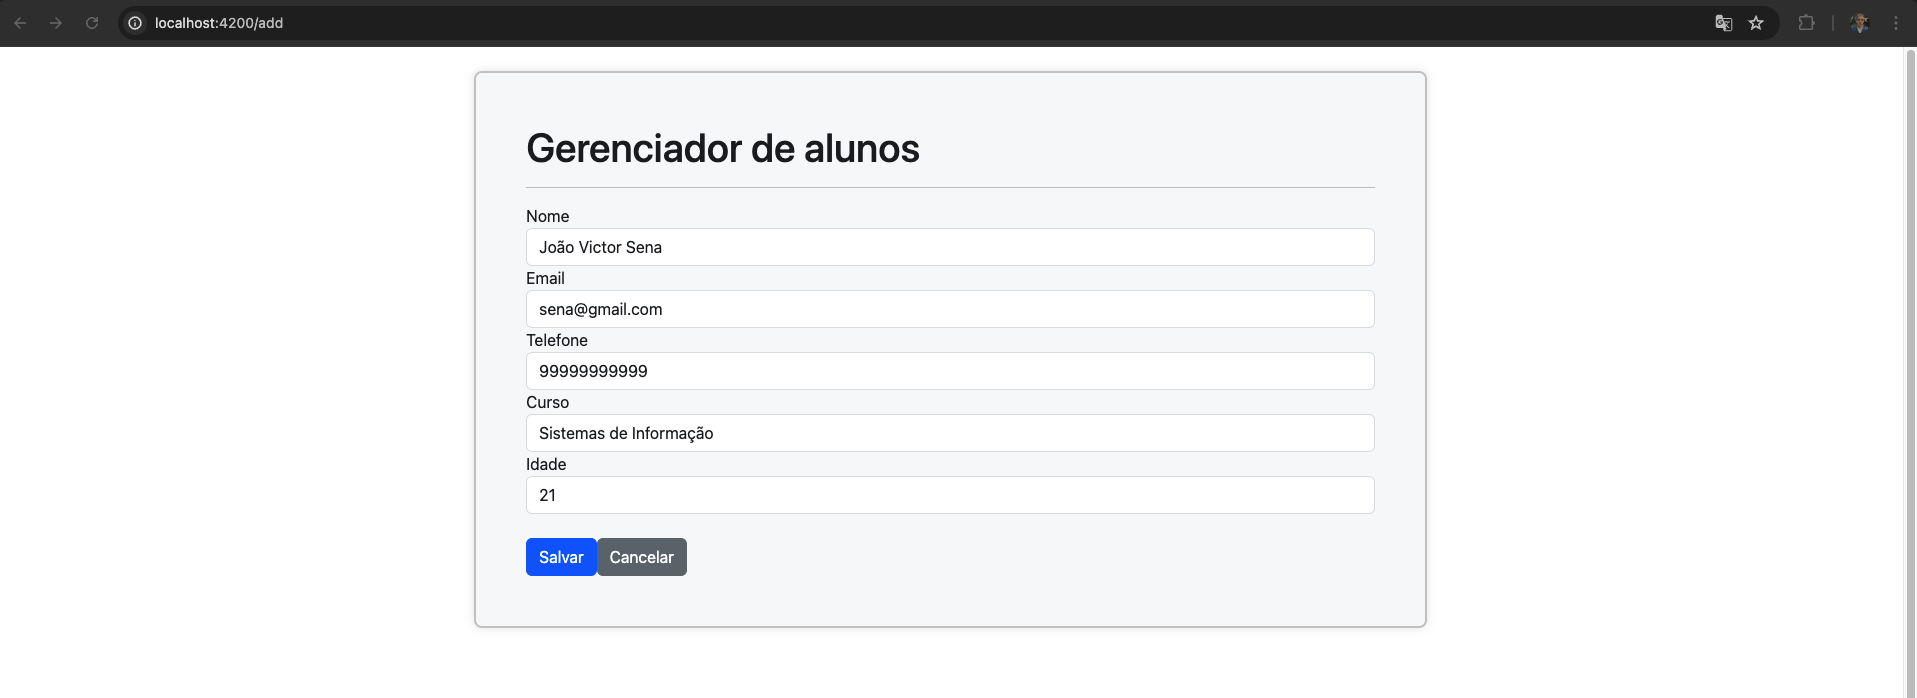 localhost:4200/add
Gerenciador de alunos
Nome
João Victor Sena
Email
sena@gmail.com
Telefone
99999999999
Curso
Sistemas de Informação
Idade
21
Salvar Cancelar